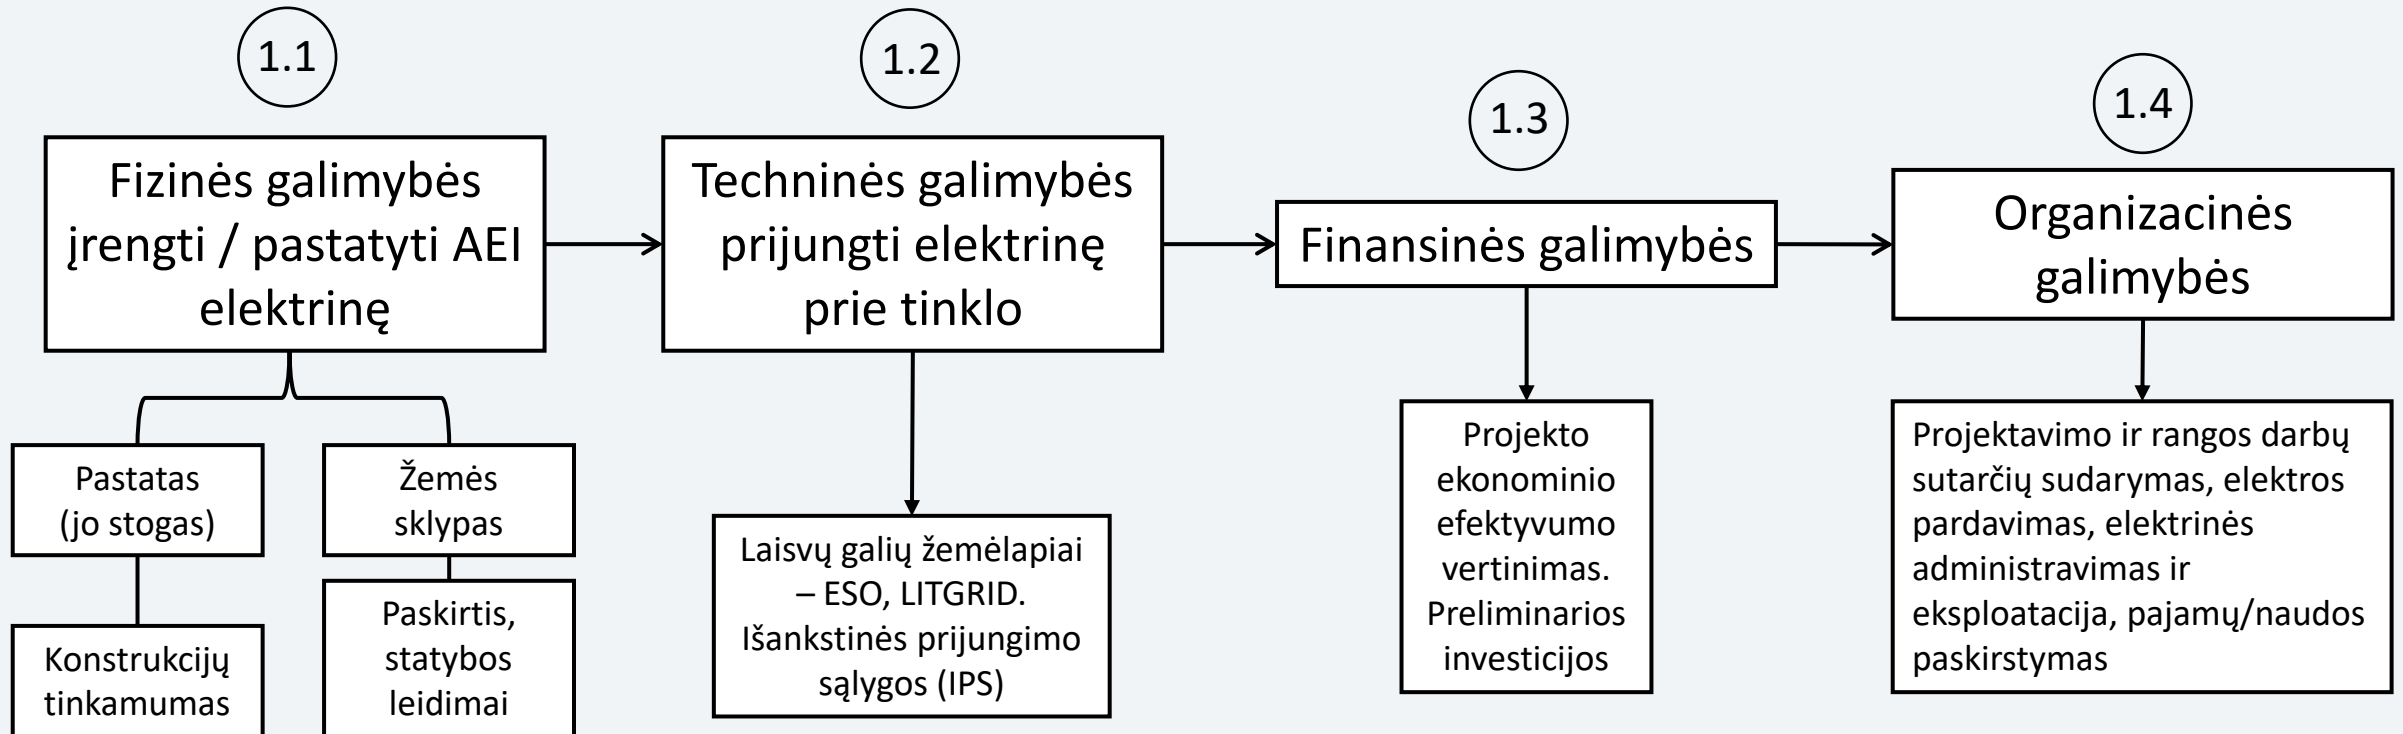 1.1
Fizinės galimybės
įrengti / pastatyti AEI
elektrinę
Pastatas
(jo stogas)
Konstrukcijų
tinkamumas
Žemės
sklypas
Paskirtis,
statybos
leidimai
1.2
Techninės galimybės
prijungti elektrinę
prie tinklo
Laisvų galių žemėlapiai
– ESO, LITGRID.
Išankstinės prijungimo
sąlygos (IPS)
1.3
Finansinės galimybės
Projekto
ekonominio
efektyvumo
vertinimas.
Preliminarios
investicijos
1.4
Organizacinės
galimybės
Projektavimo ir rangos darbų
sutarčių sudarymas, elektros
pardavimas, elektrinės
administravimas ir
eksploatacija, pajamų/naudos
paskirstymas